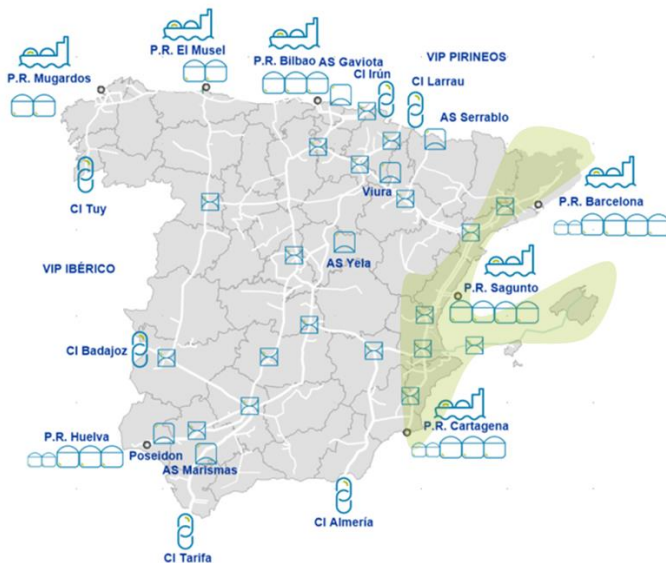 P.R. El Musel
P.R. Bilbao
AS Gaviota
VIP PIRINEOS
CI Irún
CI Larrau
P.R. Mugardos
AS Serrablo
CI Tuy
Viura
P.R. Barcelona
VIP IBÉRICO
AS Yela
P.R. Sagunto
CI Badajoz
P.R. Cartagena
P.R. Huelva
Poseidon
AS Marismas
CI Almería
CI Tarifa